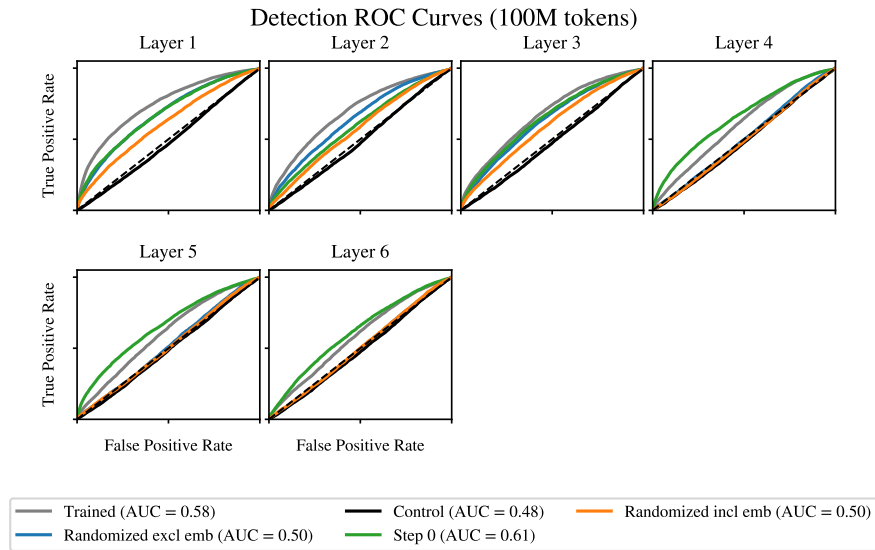 Detection ROC Curves (100M tokens)
Layer 1
Layer 2
Layer 3
Layer 4
True Positive Rate
Layer 5
Layer 6
True Positive Rate
False Positive Rate
False Positive Rate
Trained (AUC = 0.58)
Control (AUC = 0.48)
Randomized incl emb (AUC = 0.50)
Randomized excl emb (AUC = 0.50)
Step 0 (AUC = 0.61)